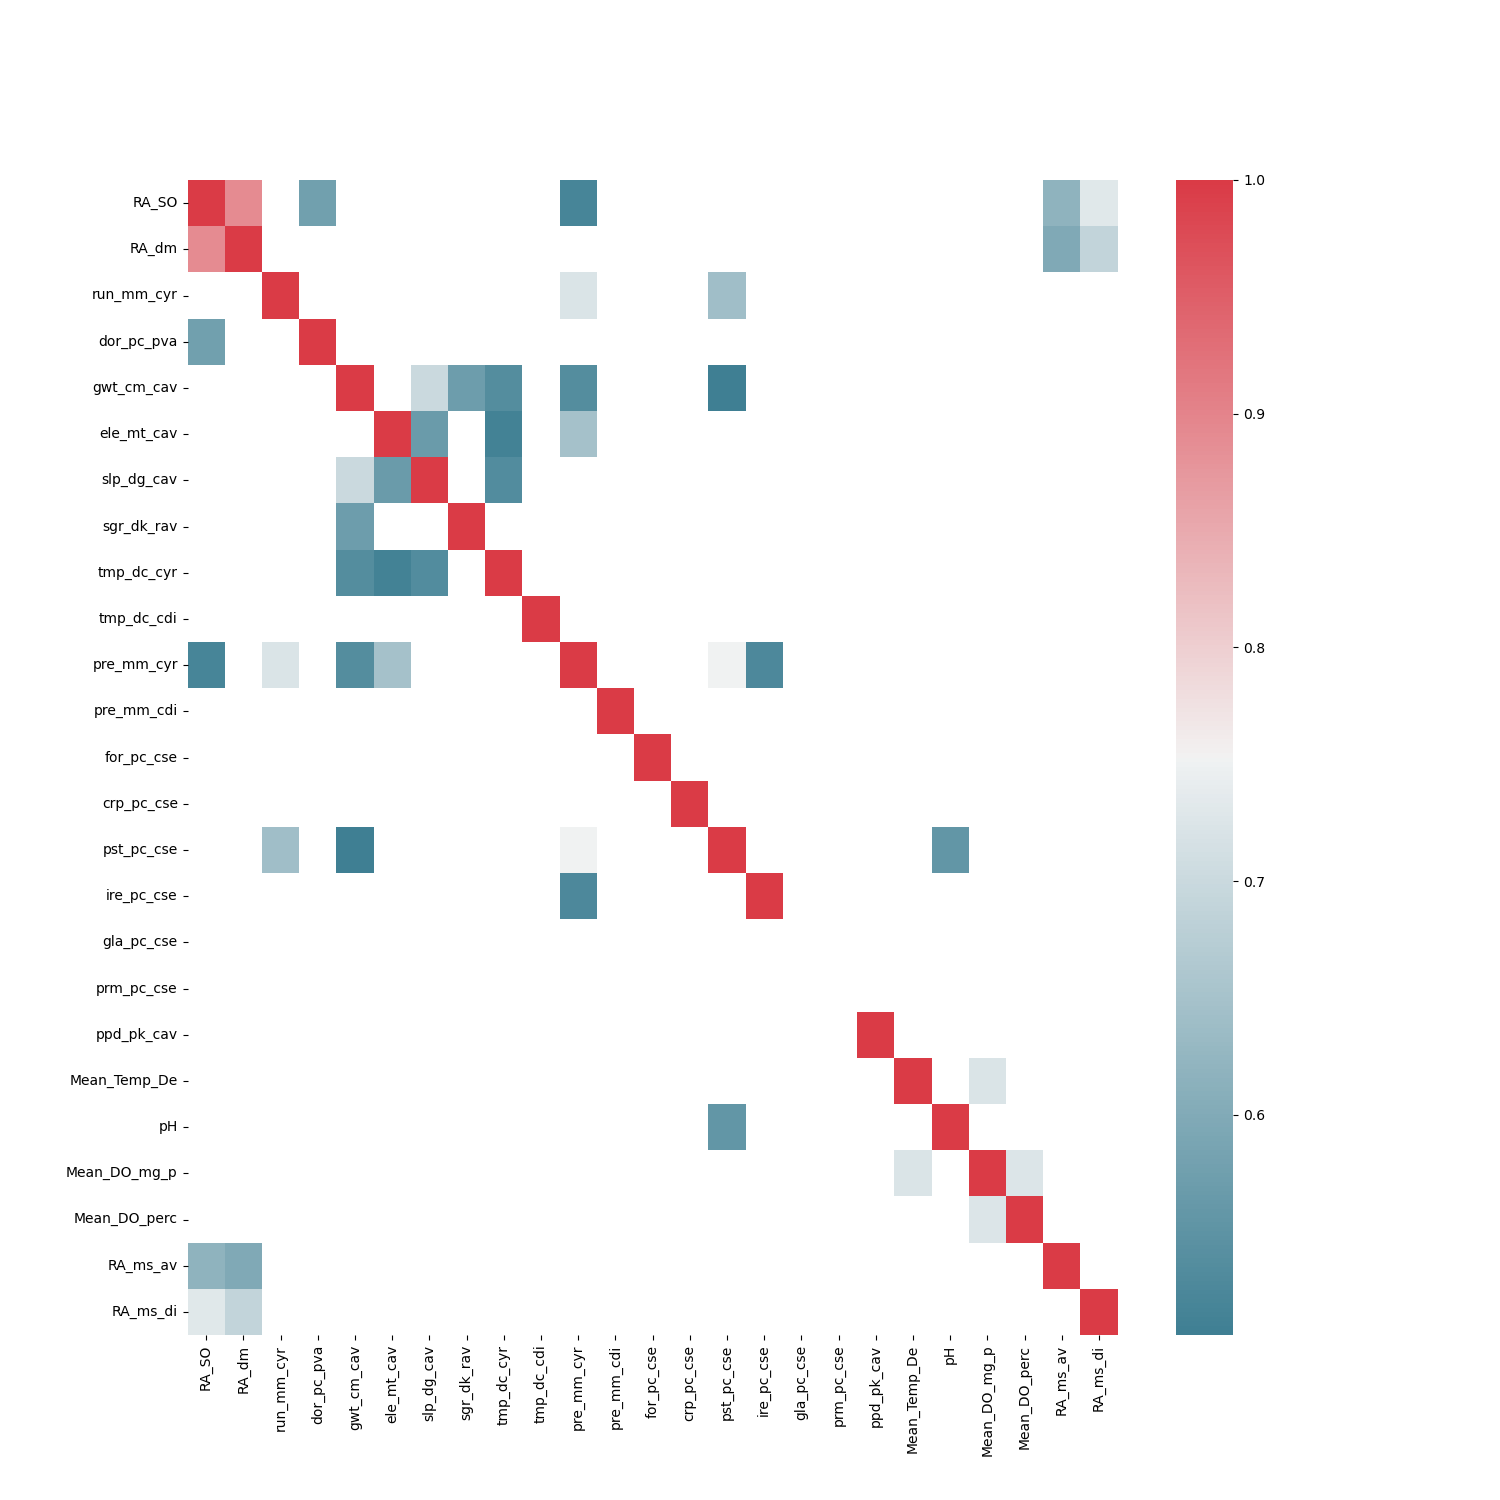 RA_SO
RA_dm
run_mm_cyr
dor_pc_pva
gwt_cm_cav
ele_mt_cav
slp_dg_cav
sgr_dk_rav
tmp_dc_cyr
tmp_dc_cdi
pre_mm_cyr
pre_mm_cdi
for_pc_cse
crp_pc_cse
pst_pc_cse
ire_pc_cse
gla_pc_cse
prm_pc_cse
ppd_pk_cav
Mean_Temp_De
pH
Mean_DO_mg_p
Mean_DO_perc
RA_ms_av
RA_ms_di
RA_SO
RA_dm
run_mm_cyr
dor_pc_pva
gwt_cm_cav
ele_mt_cav
slp_dg_cav
sgr_dk_rav
tmp_dc_cyr
tmp_dc_cdi
pre_mm_cyr
pre_mm_cdi
for_pc_cse
crp_pc_cse
pst_pc_cse
ire_pc_cse
gla_pc_cse
prm_pc_cse
ppd_pk_cav
Mean_Temp_De
pH
Mean_DO_mg_p
Mean_DO_perc
RA_ms_av
RA_ms_di
1.0
0.9
0.8
0.7
0.6